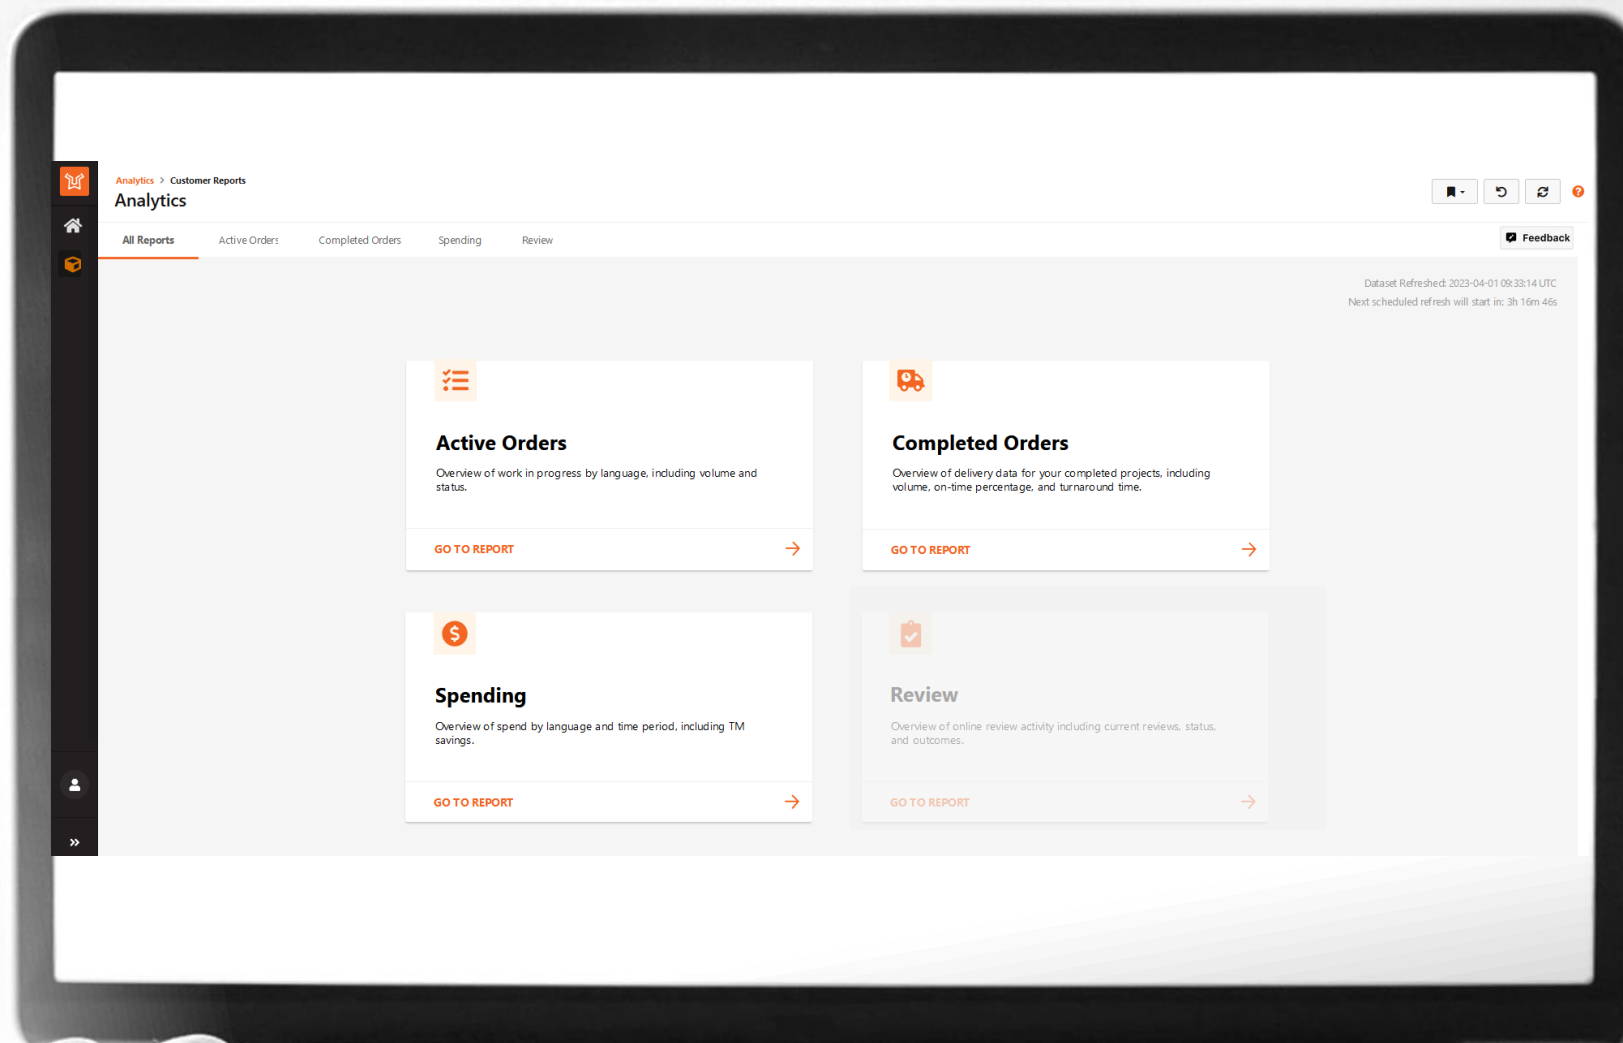 Analytics > Customer Reports
Analytics
All Reports Active Orders Completed Orders Spending Review
Feedback
Dataset Refreshed: 2023-04-01 09:33:14 UTC
Next scheduled refresh will start in: 3h 16m 46s
Active Orders
Overview of work in progress by language, including volume and
status.
GO TO REPORT
Completed Orders
Overview of delivery data for your completed projects, including
volume, on-time percentage, and turnaround time.
GO TO REPORT
Spending
Overview of spend by language and time period, including TM
savings.
GO TO REPORT
Review
Overview of online review activity including current reviews, status,
and outcomes.
GO TO REPORT